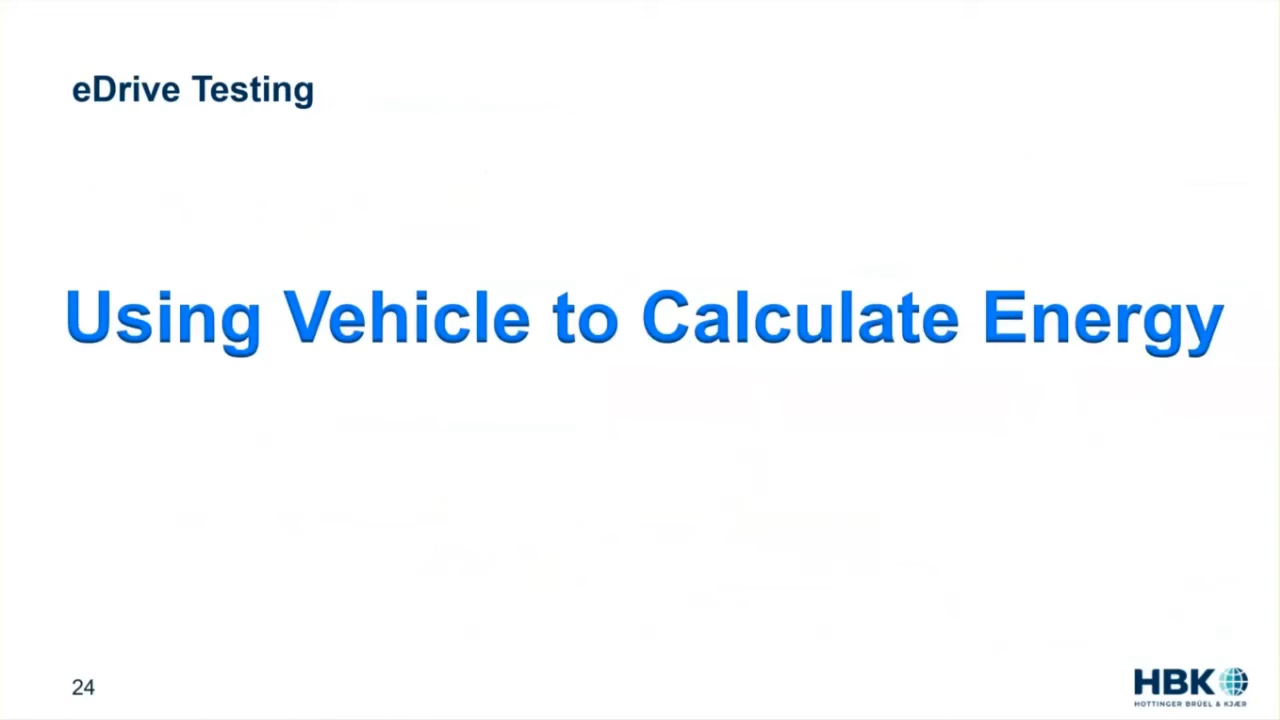 eDrive Testing
Using Vehicle to Calculate Energy
24
HBK
HOTTINGER BRÜEL & KJÆR